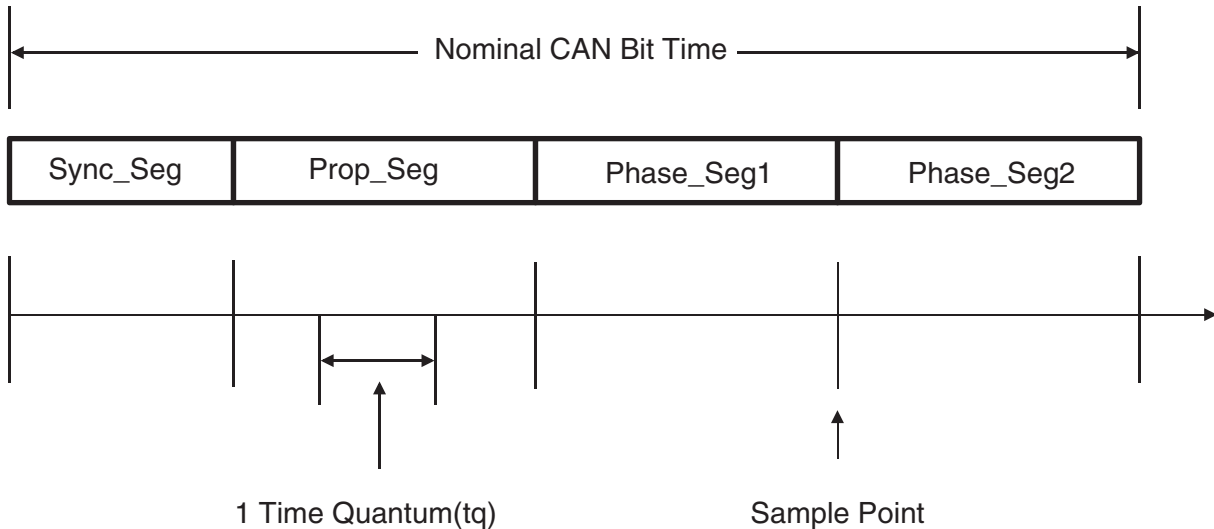 Nominal CAN Bit Time
Sync_Seg
Prop_Seg
Phase_Seg1
Phase_Seg2
1 Time Quantum(tq)
Sample Point